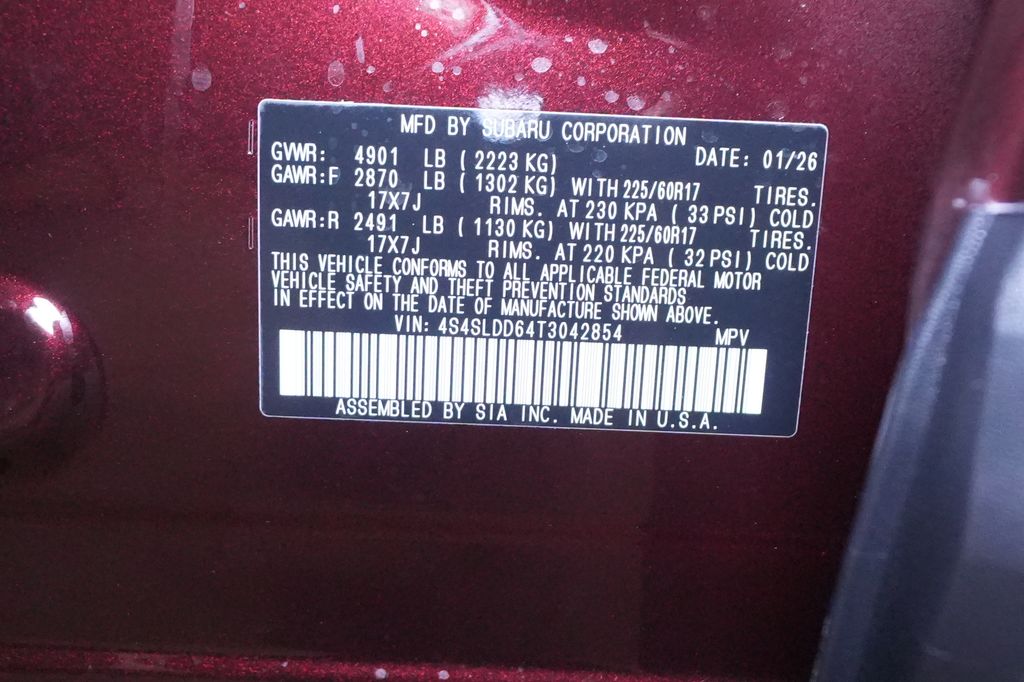 MFD BY SUBARU CORPORATION
GVWR: 4901 LB ( 2223 KG) DATE: 01/26
GAWR:F 2870 LB ( 1302 KG) WITH 225/60R17 TIRES.
17X7J RIMS. AT 230 KPA ( 33 PSI) COLD
GAWR:R 2491 LB ( 1130 KG) WITH 225/60R17 TIRES.
17X7J RIMS. AT 220 KPA ( 32 PSI) COLD
THIS VEHICLE CONFORMS TO ALL APPLICABLE FEDERAL MOTOR
VEHICLE SAFETY AND THEFT PREVENTION STANDARDS
IN EFFECT ON THE DATE OF MANUFACTURE SHOWN ABOVE.
VIN: 4S4SLDD64T3042854 MPV
ASSEMBLED BY SIA INC. MADE IN U.S.A.